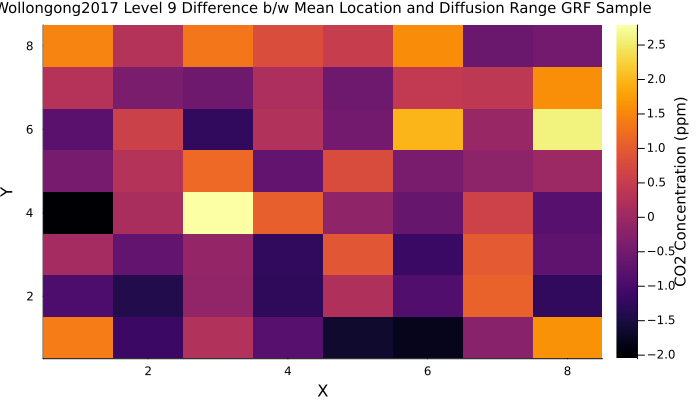 Wollongong2017 Level 9 Difference b/w Mean Location and Diffusion Range GRF Sample
8
6
4
2
Y
2 4 6 8
X
2.5
2.0
1.5
1.0
0.5
0
−0.5
−1.0
−1.5
−2.0
CO2 Concentration (ppm)